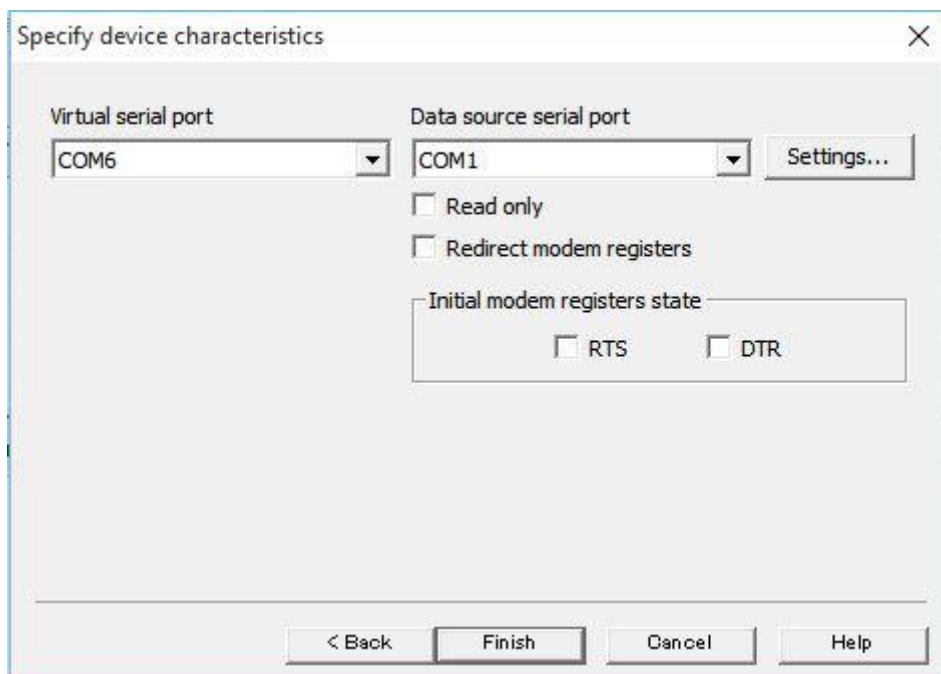 Specify device characteristics
Virtual serial port
Data source serial port
COM6
COM1
Settings...
Read only
Redirect modem registers
Initial modem registers state
RTS
DTR
< Back
Finish
Cancel
Help